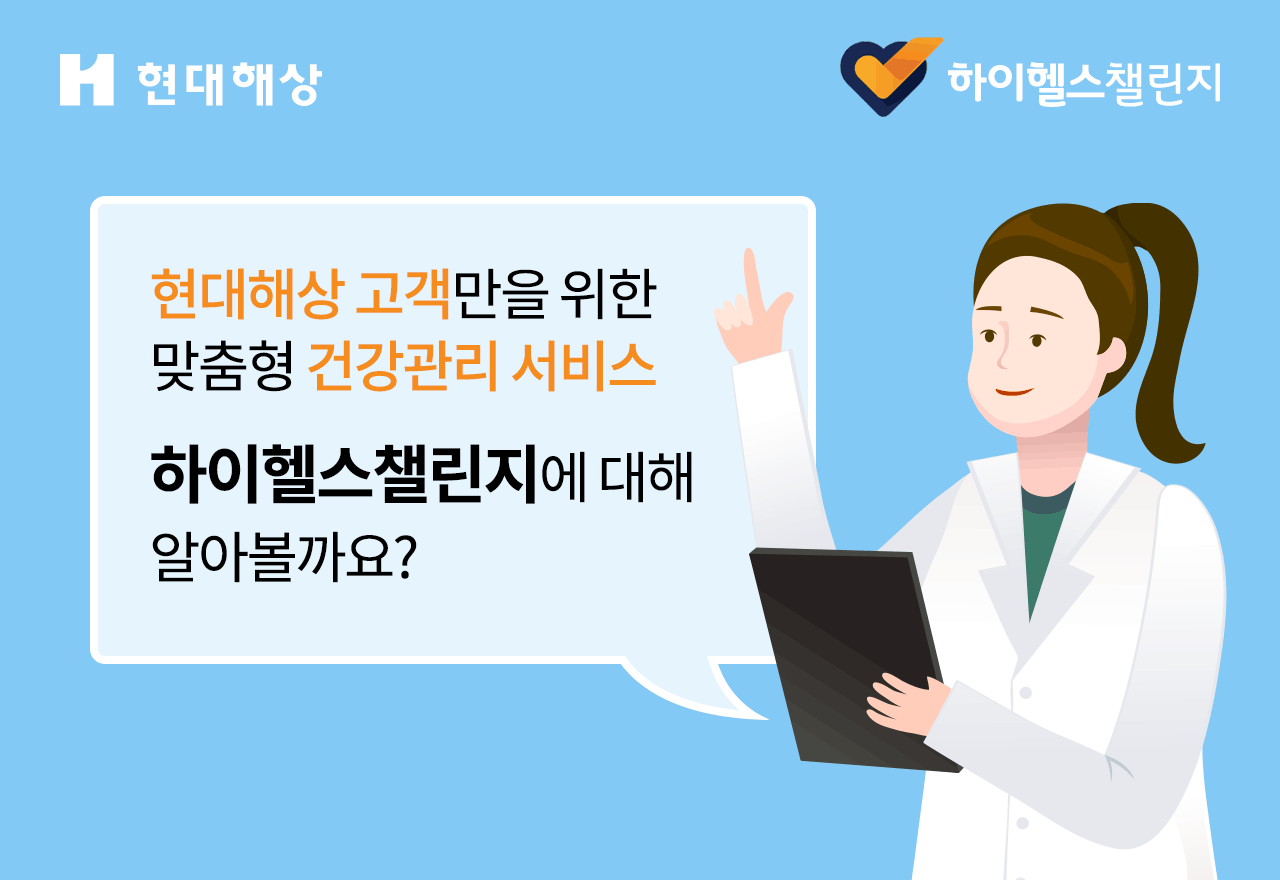 현대해상
하이헬스챌린지
현대해상 고객만을 위한
맞춤형 건강관리 서비스
하이헬스챌린지에 대해
알아볼까요?